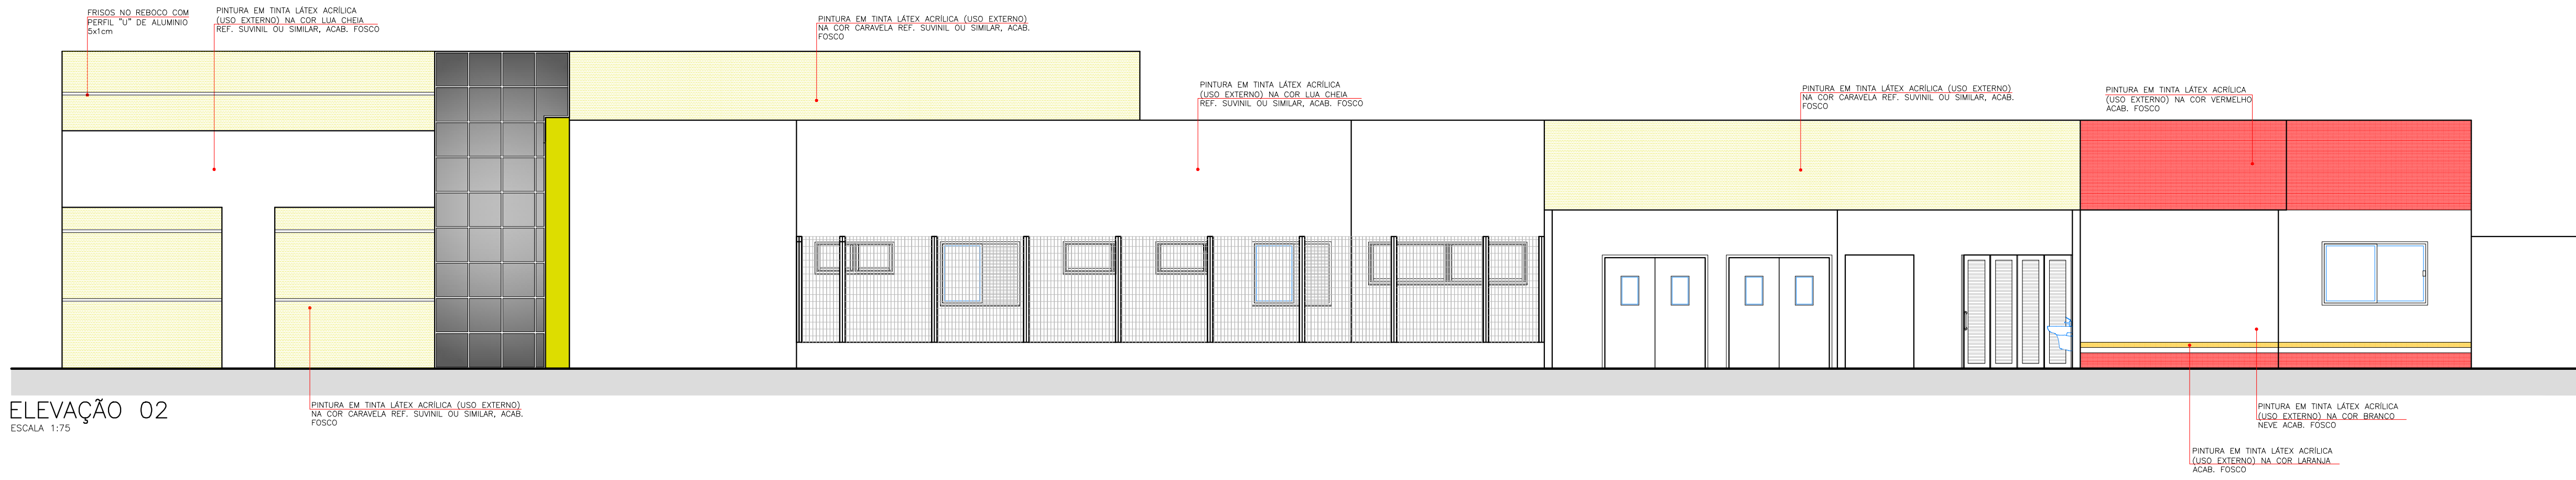 FRISOS NO REBOCO COM
PERFIL "U" DE ALUMINIO
5x1cm
PINTURA EM TINTA LÁTEX ACRÍLICA
(USO EXTERNO) NA COR LUA CHEIA
REF. SUVINIL OU SIMILAR, ACAB. FOSCO
PINTURA EM TINTA LÁTEX ACRÍLICA (USO EXTERNO)
NA COR CARAVELA REF. SUVINIL OU SIMILAR, ACAB.
FOSCO
PINTURA EM TINTA LÁTEX ACRÍLICA
(USO EXTERNO) NA COR LUA CHEIA
REF. SUVINIL OU SIMILAR, ACAB. FOSCO
PINTURA EM TINTA LÁTEX ACRÍLICA (USO EXTERNO)
NA COR CARAVELA REF. SUVINIL OU SIMILAR, ACAB.
FOSCO
PINTURA EM TINTA LÁTEX ACRÍLICA
(USO EXTERNO) NA COR VERMELHO
ACAB. FOSCO
ELEVAÇÃO 02
ESCALA 1:75
PINTURA EM TINTA LÁTEX ACRÍLICA (USO EXTERNO)
NA COR CARAVELA REF. SUVINIL OU SIMILAR, ACAB.
FOSCO
PINTURA EM TINTA LÁTEX ACRÍLICA
(USO EXTERNO) NA COR BRANCO
NEVE ACAB. FOSCO
PINTURA EM TINTA LÁTEX ACRÍLICA
(USO EXTERNO) NA COR LARANJA
ACAB. FOSCO